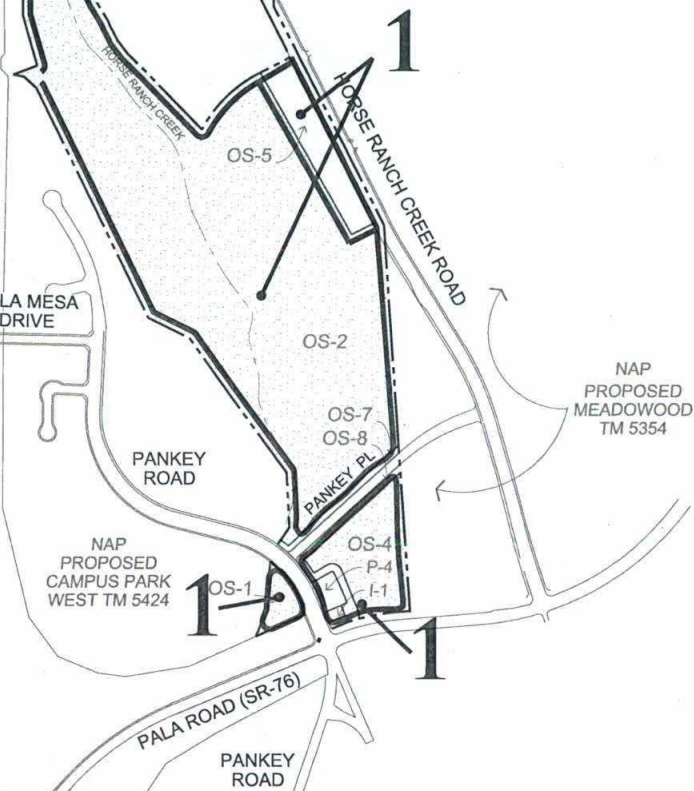 1
HORSE RANCH CREEK
HORSE RANCH CREEK ROAD
OS-5
LA MESA
DRIVE
OS-2
NAP
PROPOSED
MEADOWOOD
TM 5354
OS-7
OS-8
PANKEY
ROAD
PANKEY PL
NAP
PROPOSED
CAMPUS PARK
WEST TM 5424
OS-4
P-4
I-1
OS-1
1
1
PALA ROAD (SR-76)
PANKEY
ROAD